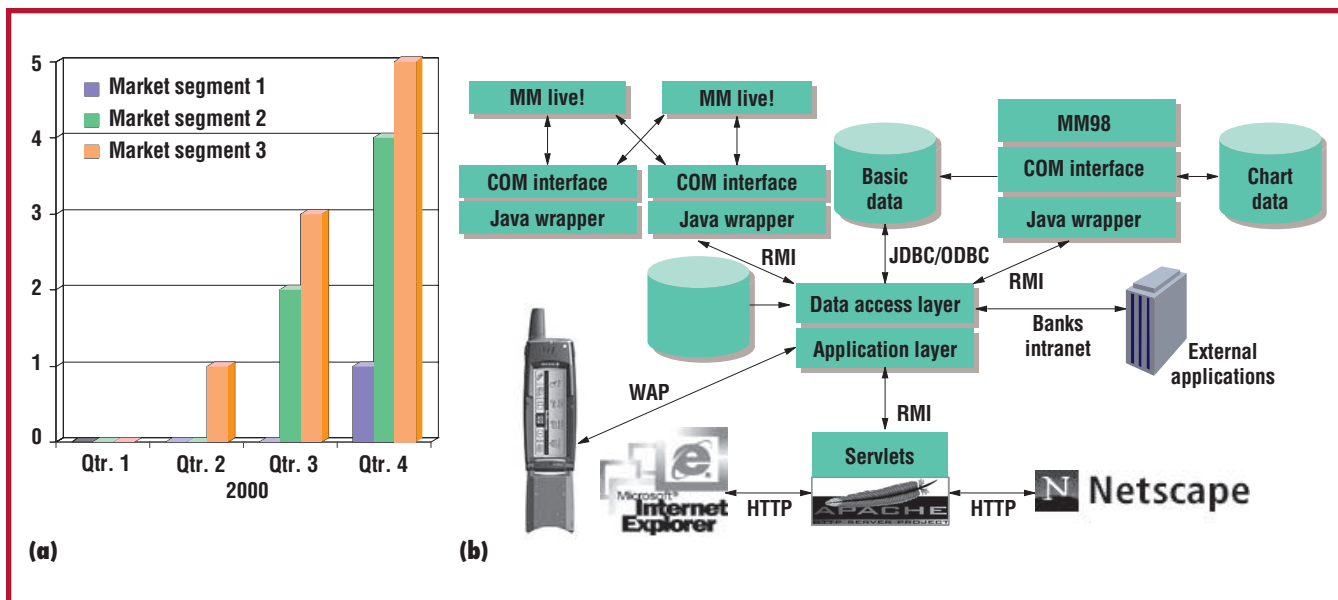 5
4
3
2
1
0
Market segment 1
Market segment 2
Market segment 3
Qtr. 1
Qtr. 2
Qtr. 3
Qtr. 4
2000
(a)
MM live!
MM live!
COM interface
Java wrapper
COM interface
Java wrapper
Basic
data
MM98
COM interface
Java wrapper
Chart
data
RMI
JDBC/ODBC
RMI
Data access layer
Application layer
Banks
intranet
External
applications
WAP
RMI
Servlets
Microsoft®
Internet
Explorer
HTTP
APACHE
HTTP SERVER PROJECT
HTTP
N Netscape
(b)